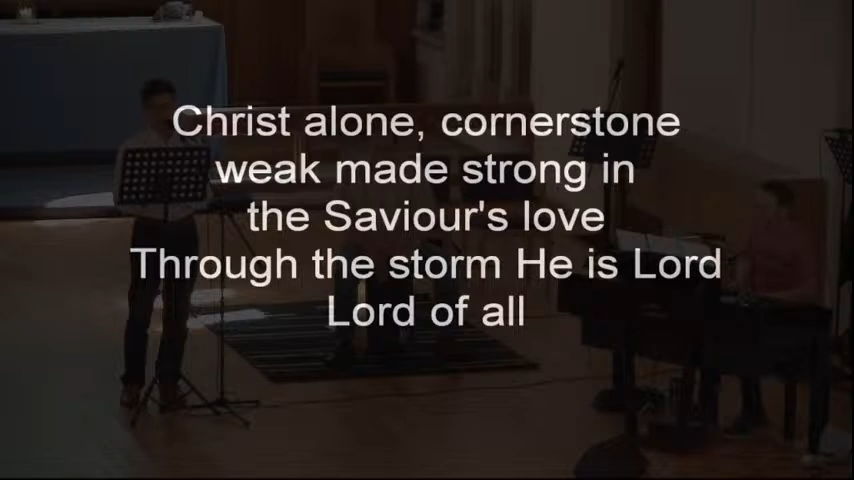 Christ alone, cornerstone
weak made strong in
the Saviour's love
Through the storm He is Lord
Lord of all